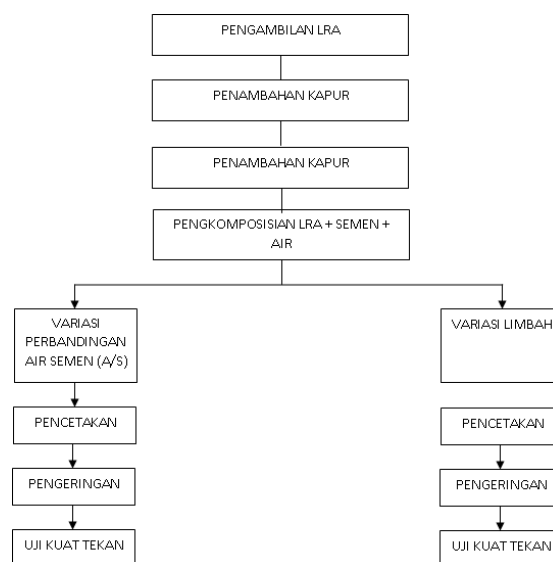 PENGAMBILAN LRA
PENAMBAHAN KAPUR
PENAMBAHAN KAPUR
PENGKOMPOSISIAN LRA + SEMEN +
AIR
VARIASI
PERBANDINGAN
AIR SEMEN (A/S)
PENCETAKAN
PENGERINGAN
UJI KUAT TEKAN
VARIASI LIMBAH
PENCETAKAN
PENGERINGAN
UJI KUAT TEKAN